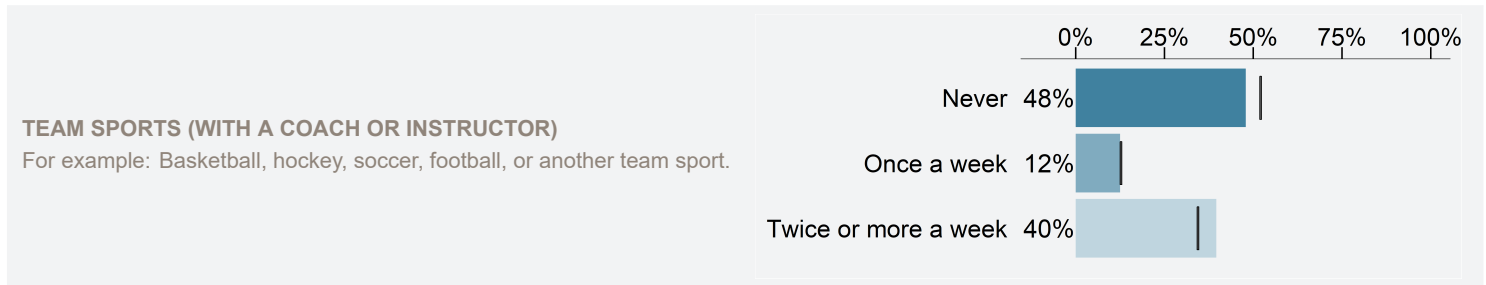 0% 25% 50% 75% 100%
TEAM SPORTS (WITH A COACH OR INSTRUCTOR)
For example: Basketball, hockey, soccer, football, or another team sport.
Never 48%
Once a week 12%
Twice or more a week 40%